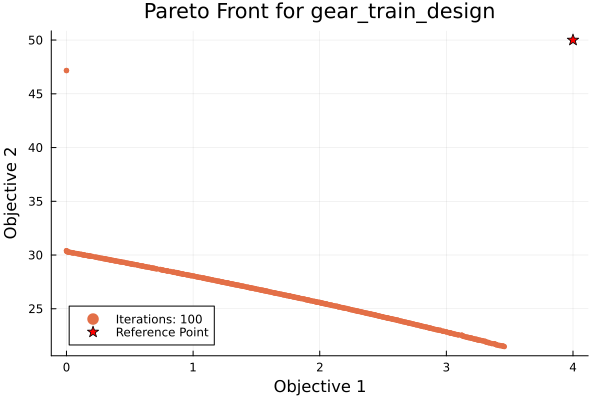 Pareto Front for gear_train_design
Objective 2
50
45
40
35
30
25
Iterations: 100
Reference Point
0
1
2
3
4
Objective 1